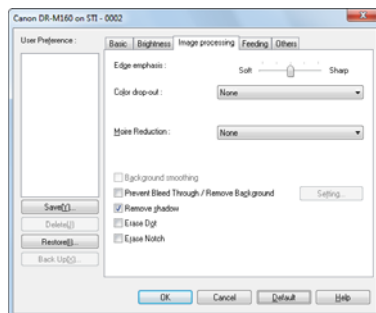 Canon DR-M160 on STI - 0002
User Preference :
Save(Y)...
Delete(J)
Restore(I)...
Back Up(X)...
Basic Brightness Image processing Feeding Others
Edge emphasis : Soft Sharp
Color drop-out : None
Moire Reduction : None
Background smoothing
Prevent Bleed Through / Remove Background Setting...
Remove shadow
Erase Dot
Erase Notch
OK Cancel Default Help